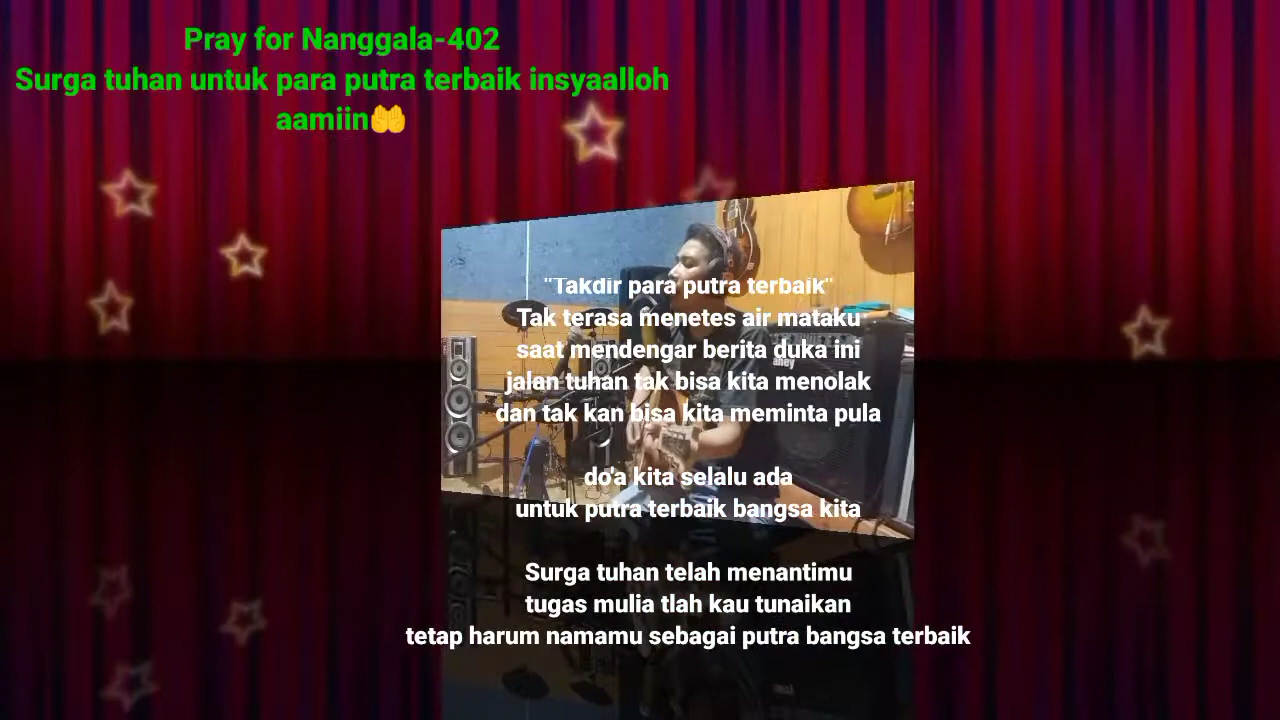 Pray for Nanggala-402
Surga tuhan untuk para putra terbaik insyaalloh
aamiin🤲
"Takdir para putra terbaik"
Tak terasa menetes air mataku
saat mendengar berita duka ini
jalan tuhan tak bisa kita menolak
dan tak kan bisa kita meminta pula
do'a kita selalu ada
untuk putra terbaik bangsa kita
Surga tuhan telah menantimu
tugas mulia tlah kau tunaikan
tetap harum namamu sebagai putra bangsa terbaik